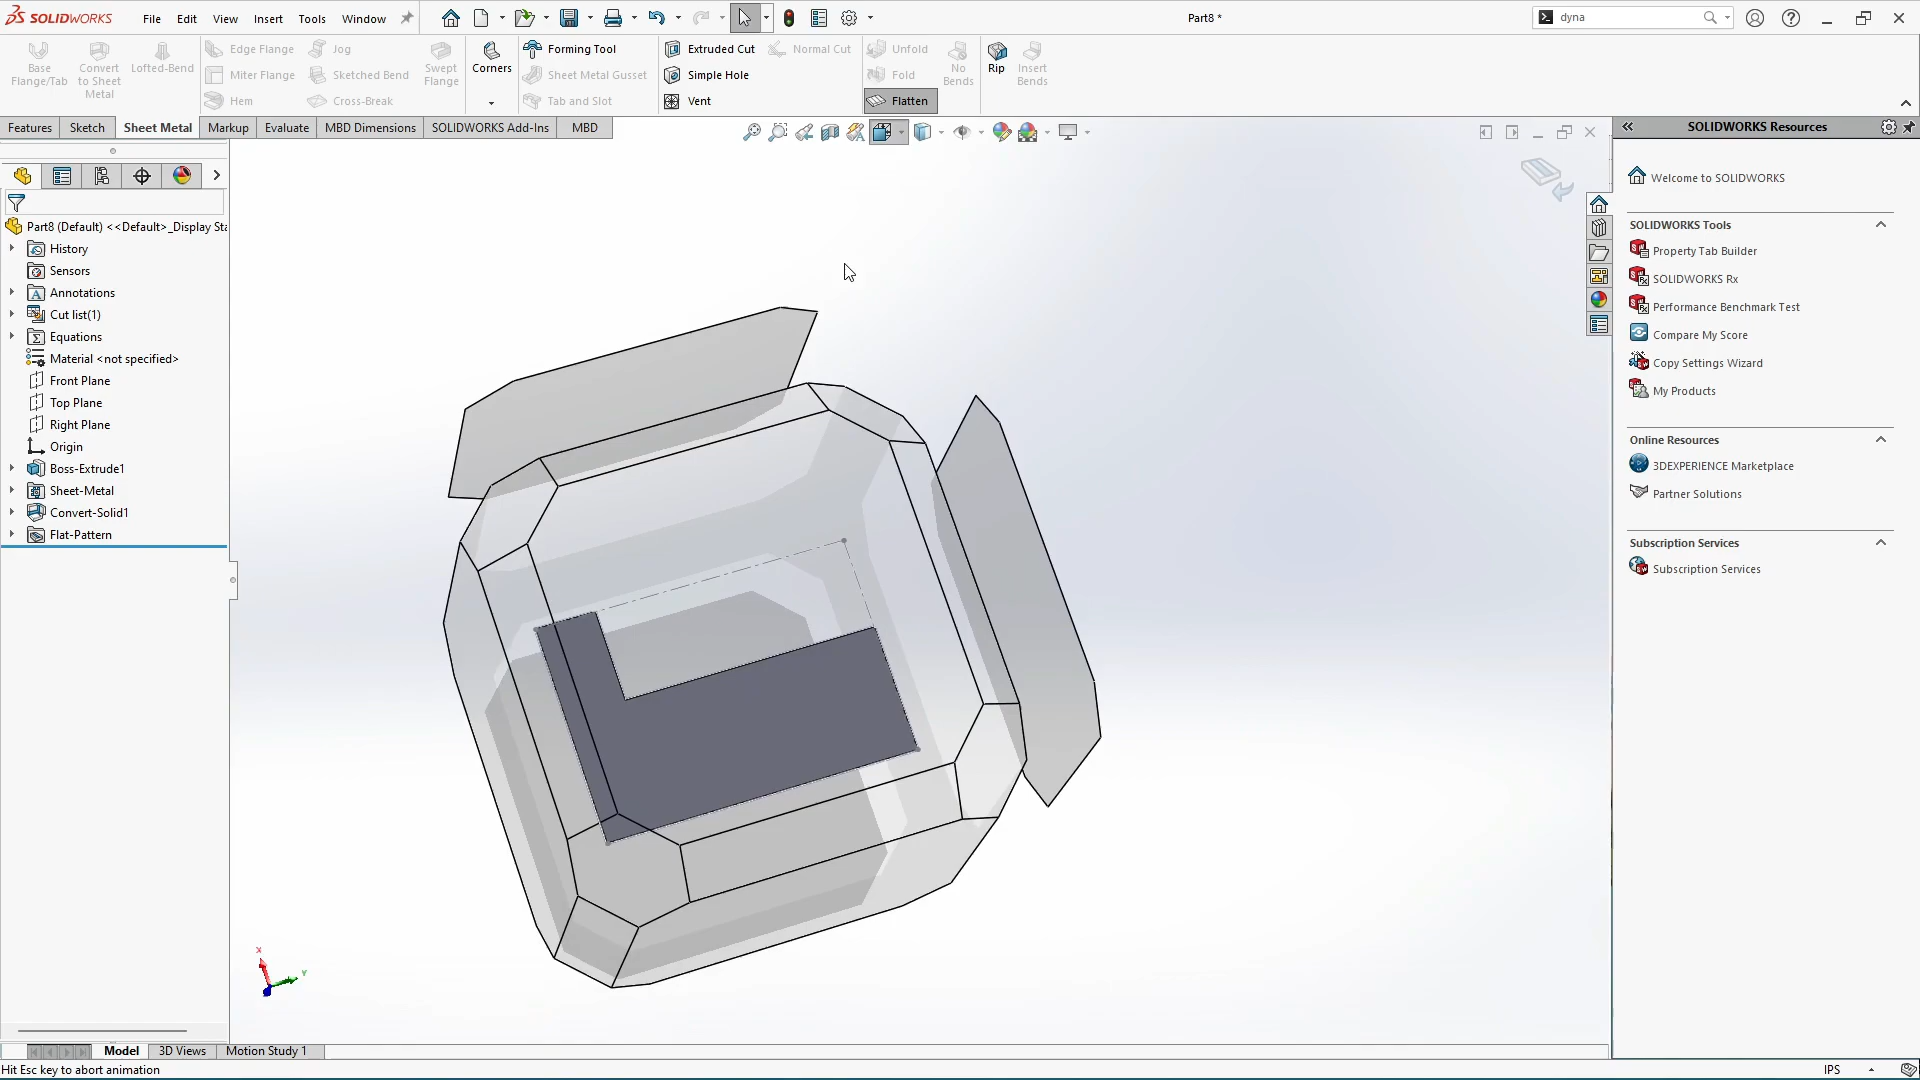 SOLIDWORKS
File Edit View Insert Tools Window
Part8 *
dyna
Base Flange/Tab
Convert to Sheet Metal
Lofted-Bend
Edge Flange
Miter Flange
Hem
Jog
Sketched Bend
Cross-Break
Swept Flange
Corners
Forming Tool
Sheet Metal Gusset
Tab and Slot
Extruded Cut
Simple Hole
Vent
Normal Cut
Unfold
Fold
Flatten
No Bends
Rip
Insert Bends
Features Sketch Sheet Metal Markup Evaluate MBD Dimensions SOLIDWORKS Add-Ins MBD
Part8 (Default) <<Default>_Display Sta
History
Sensors
Annotations
Cut list(1)
Equations
Material <not specified>
Front Plane
Top Plane
Right Plane
Origin
Boss-Extrude1
Sheet-Metal
Convert-Solid1
Flat-Pattern
X
Y
SOLIDWORKS Resources
Welcome to SOLIDWORKS
SOLIDWORKS Tools
Property Tab Builder
SOLIDWORKS Rx
Performance Benchmark Test
Compare My Score
Copy Settings Wizard
My Products
Online Resources
3DEXPERIENCE Marketplace
Partner Solutions
Subscription Services
Subscription Services
Model 3D Views Motion Study 1
Hit Esc key to abort animation
IPS